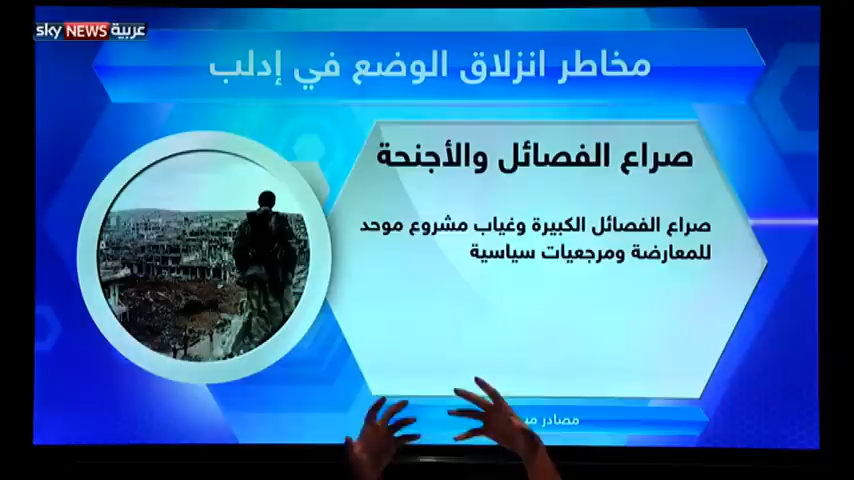 sky NEWS عربية
مخاطر انزلاق الوضع في إدلب
صراع الفصائل والأجنحة
صراع الفصائل الكبيرة وغياب مشروع موحد
للمعارضة ومرجعيات سياسية
مصادر